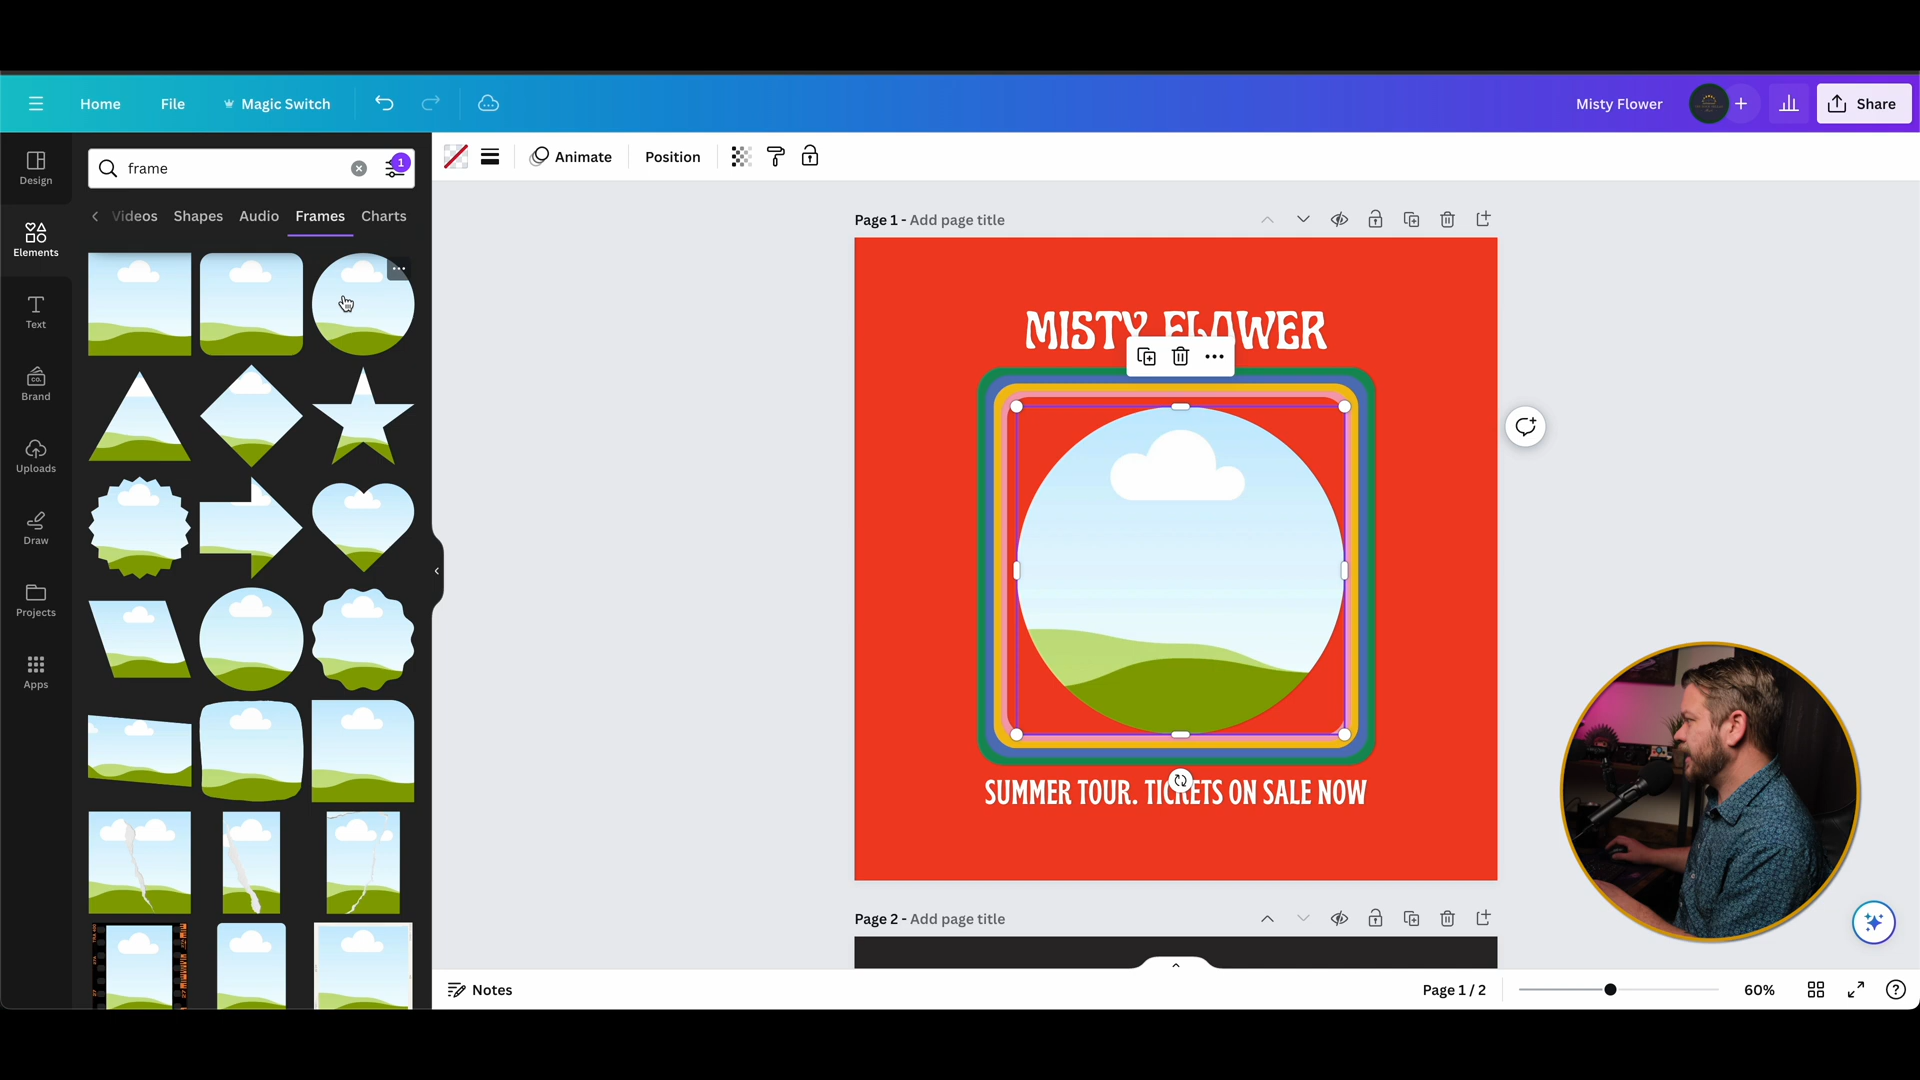 Home File Magic Switch Misty Flower Share
frame 1
Videos Shapes Audio Frames Charts
Animate Position
Design
Elements
Text
CO.
Brand
Uploads
Draw
Projects
Apps
Page 1 - Add page title
MISTY FLOWER
SUMMER TOUR. TICKETS ON SALE NOW
Page 2 - Add page title
Notes Page 1 / 2 60%